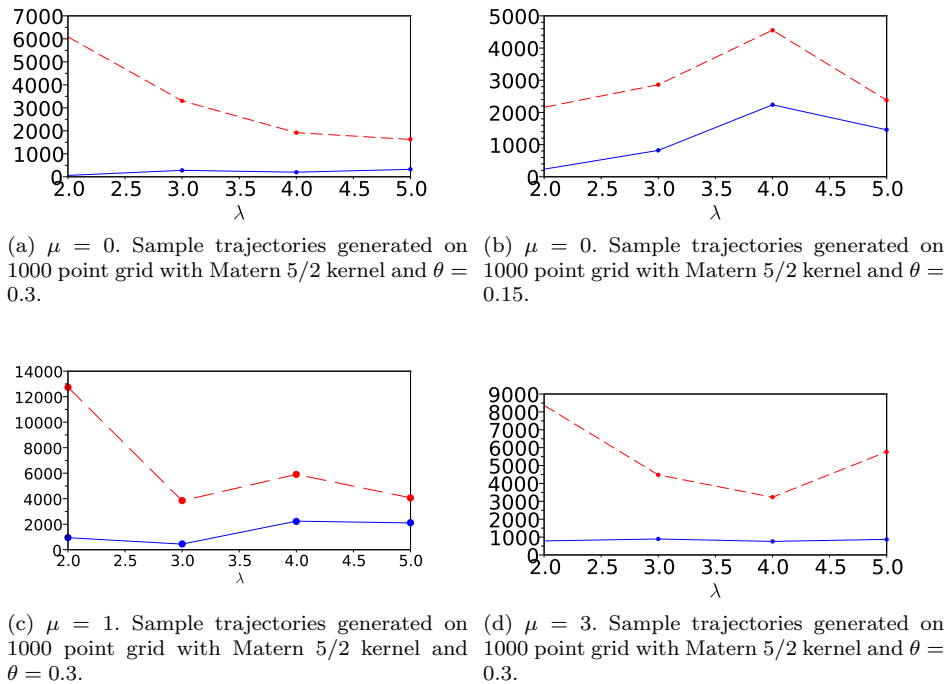 7000
6000
5000
4000
3000
2000
1000
0
2.0 2.5 3.0 3.5 4.0 4.5 5.0
λ
(a) μ = 0. Sample trajectories generated on
1000 point grid with Matern 5/2 kernel and θ =
0.3.
5000
4000
3000
2000
1000
0
2.0 2.5 3.0 3.5 4.0 4.5 5.0
λ
(b) μ = 0. Sample trajectories generated on
1000 point grid with Matern 5/2 kernel and θ =
0.15.
14000
12000
10000
8000
6000
4000
2000
0
2.0 2.5 3.0 3.5 4.0 4.5 5.0
λ
(c) μ = 1. Sample trajectories generated on
1000 point grid with Matern 5/2 kernel and
θ = 0.3.
9000
8000
7000
6000
5000
4000
3000
2000
1000
0
2.0 2.5 3.0 3.5 4.0 4.5 5.0
λ
(d) μ = 3. Sample trajectories generated on
1000 point grid with Matern 5/2 kernel and θ =
0.3.